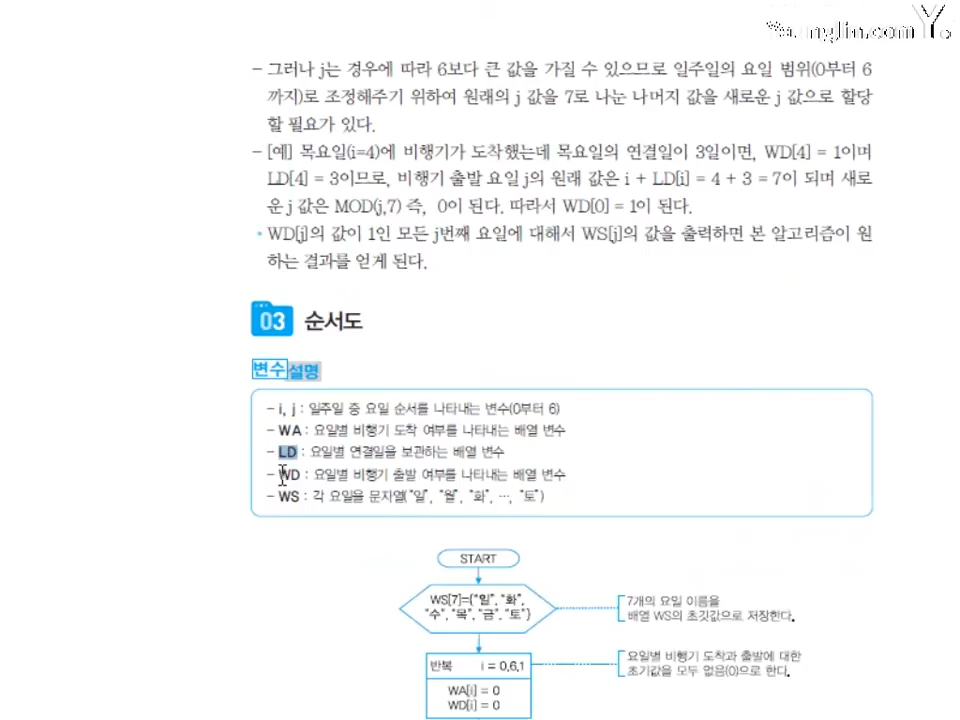 Younglin.com Y.
- 그러나 j는 경우에 따라 6보다 큰 값을 가질 수 있으므로 일주일의 요일 범위(0부터 6
까지)로 조정해주기 위하여 원래의 j 값을 7로 나눈 나머지 값을 새로운 j 값으로 할당
할 필요가 있다.
- [예] 목요일(i=4)에 비행기가 도착했는데 목요일의 연결일이 3일이면, WD[4] = 1이며
LD[4] = 3이므로, 비행기 출발 요일 j의 원래 값은 i + LD[i] = 4 + 3 = 7이 되며 새로
운 j 값은 MOD(j,7) 즉, 0이 된다. 따라서 WD[0] = 1이 된다.
• WD[j]의 값이 1인 모든 j번째 요일에 대해서 WS[j]의 값을 출력하면 본 알고리즘이 원
하는 결과를 얻게 된다.
03 순서도
변수설명
- i, j : 일주일 중 요일 순서를 나타내는 변수(0부터 6)
- WA : 요일별 비행기 도착 여부를 나타내는 배열 변수
- LD : 요일별 연결일을 보관하는 배열 변수
- WD : 요일별 비행기 출발 여부를 나타내는 배열 변수
- WS : 각 요일을 문자열("일", "월", "화", …, "토")
START
WS[7]={"일", "화",
"수", "목", "금", "토"}
7개의 요일 이름을
배열 WS의 초깃값으로 저장한다.
반복 i = 0,6,1
요일별 비행기 도착과 출발에 대한
초기값을 모두 없음(0)으로 한다.
WA[i] = 0
WD[i] = 0